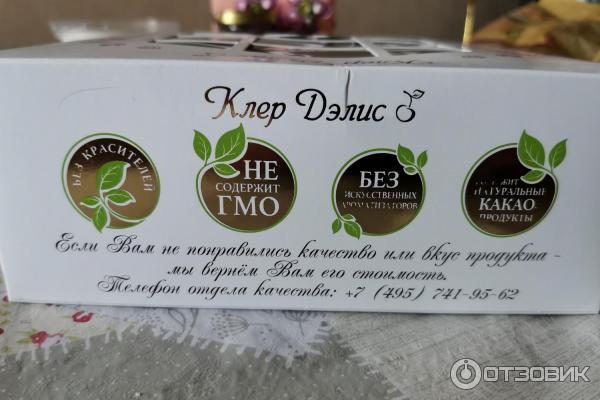 Клер Дэлис
БЕЗ КРАСИТЕЛЕЙ
НЕ
СОДЕРЖИТ
ГМО
БЕЗ
ИСКУССТВЕННЫХ
АРОМАТИЗАТОРОВ
НАТУРАЛЬНЫЕ
КАКАО-
ПРОДУКТЫ
Если Вам не понравились качество или вкус продукта -
мы вернём Вам его стоимость.
Телефон отдела качества: +7 (495) 741-95-62
ОТЗОВИК